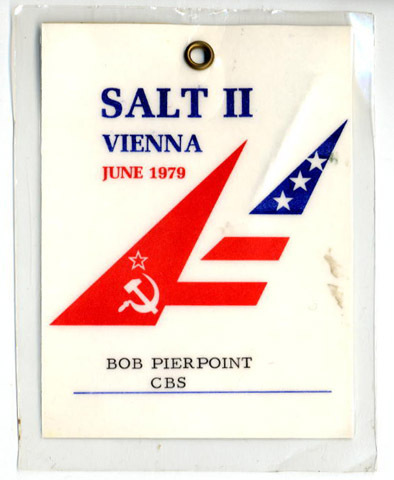 SALT II
VIENNA
JUNE 1979
BOB PIERPOINT
CBS